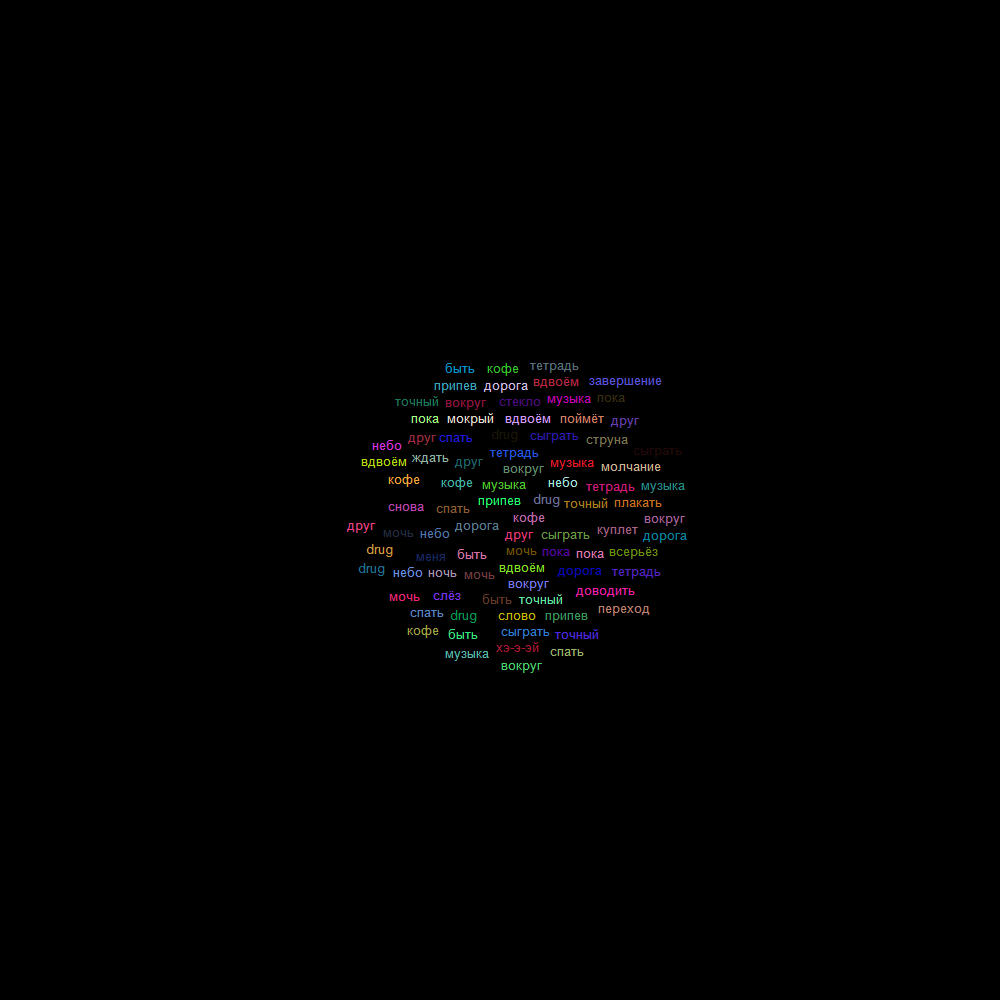 быть кофе тетрадь
припев дорога вдвоём завершение
точный вокруг стекло музыка пока
пока мокрый вдвоём поймёт друг
друг спать drug сыграть струна
небо тетрадь сыграть
вдвоём ждать друг вокруг музыка молчание
кофе кофе музыка небо тетрадь музыка
снова спать припев drug точный плакать
друг мочь небо дорога кофе друг сыграть куплет вокруг дорога
drug меня быть мочь пока пока всерьёз
drug небо ночь мочь вдвоём дорога тетрадь
вокруг доводить
мочь слёз быть точный переход
спать drug слово припев
кофе быть сыграть точный
музыка хэ-э-эй спать
вокруг